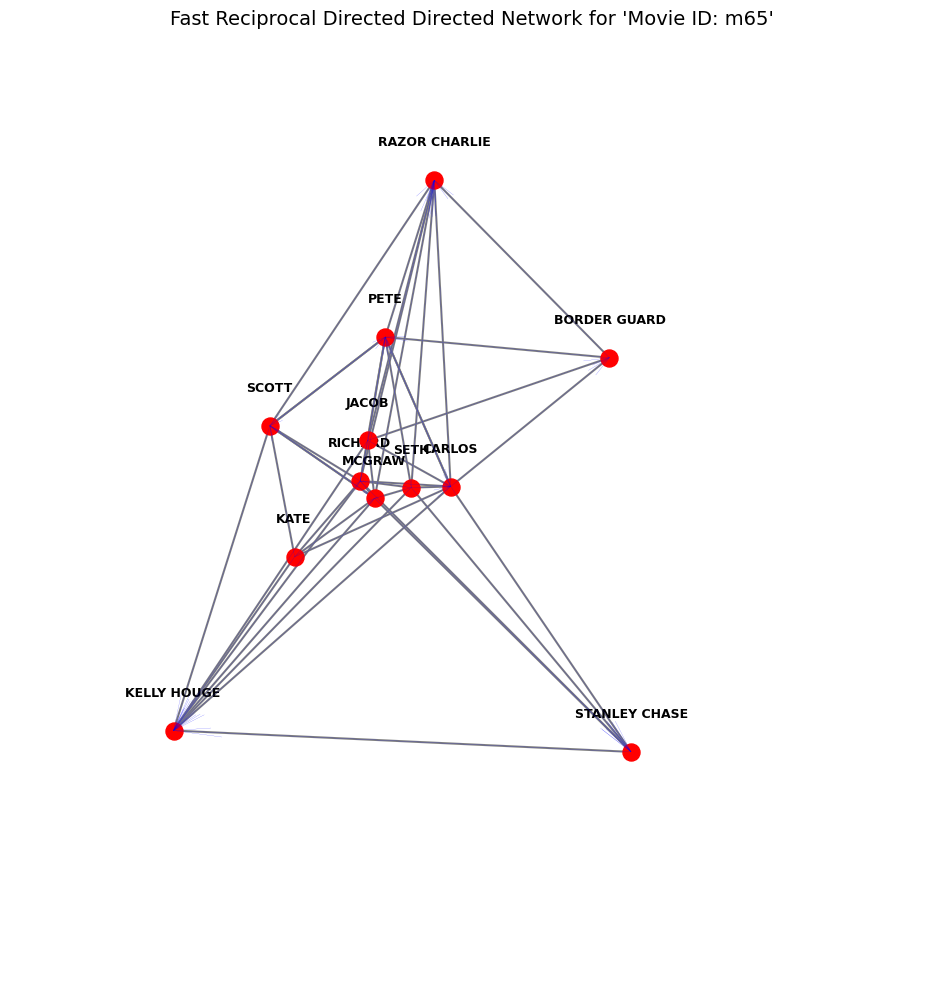 Fast Reciprocal Directed Directed Network for 'Movie ID: m65'
RAZOR CHARLIE
PETE
BORDER GUARD
SCOTT
JACOB
RICHARD
SETH
CARLOS
MCGRAW
KATE
KELLY HOUGE
STANLEY CHASE